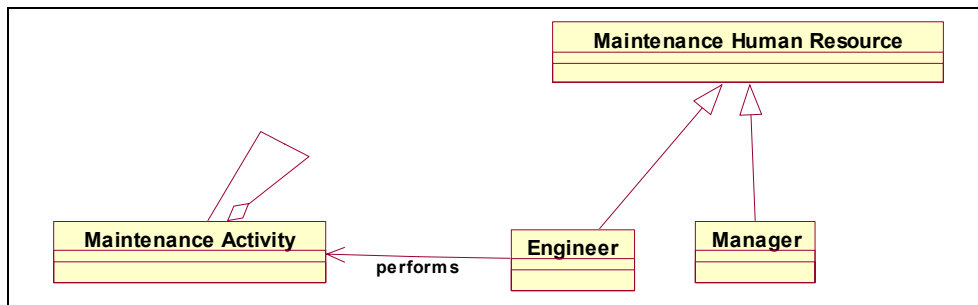 Maintenance Human Resource
Maintenance Activity
performs
Engineer
Manager